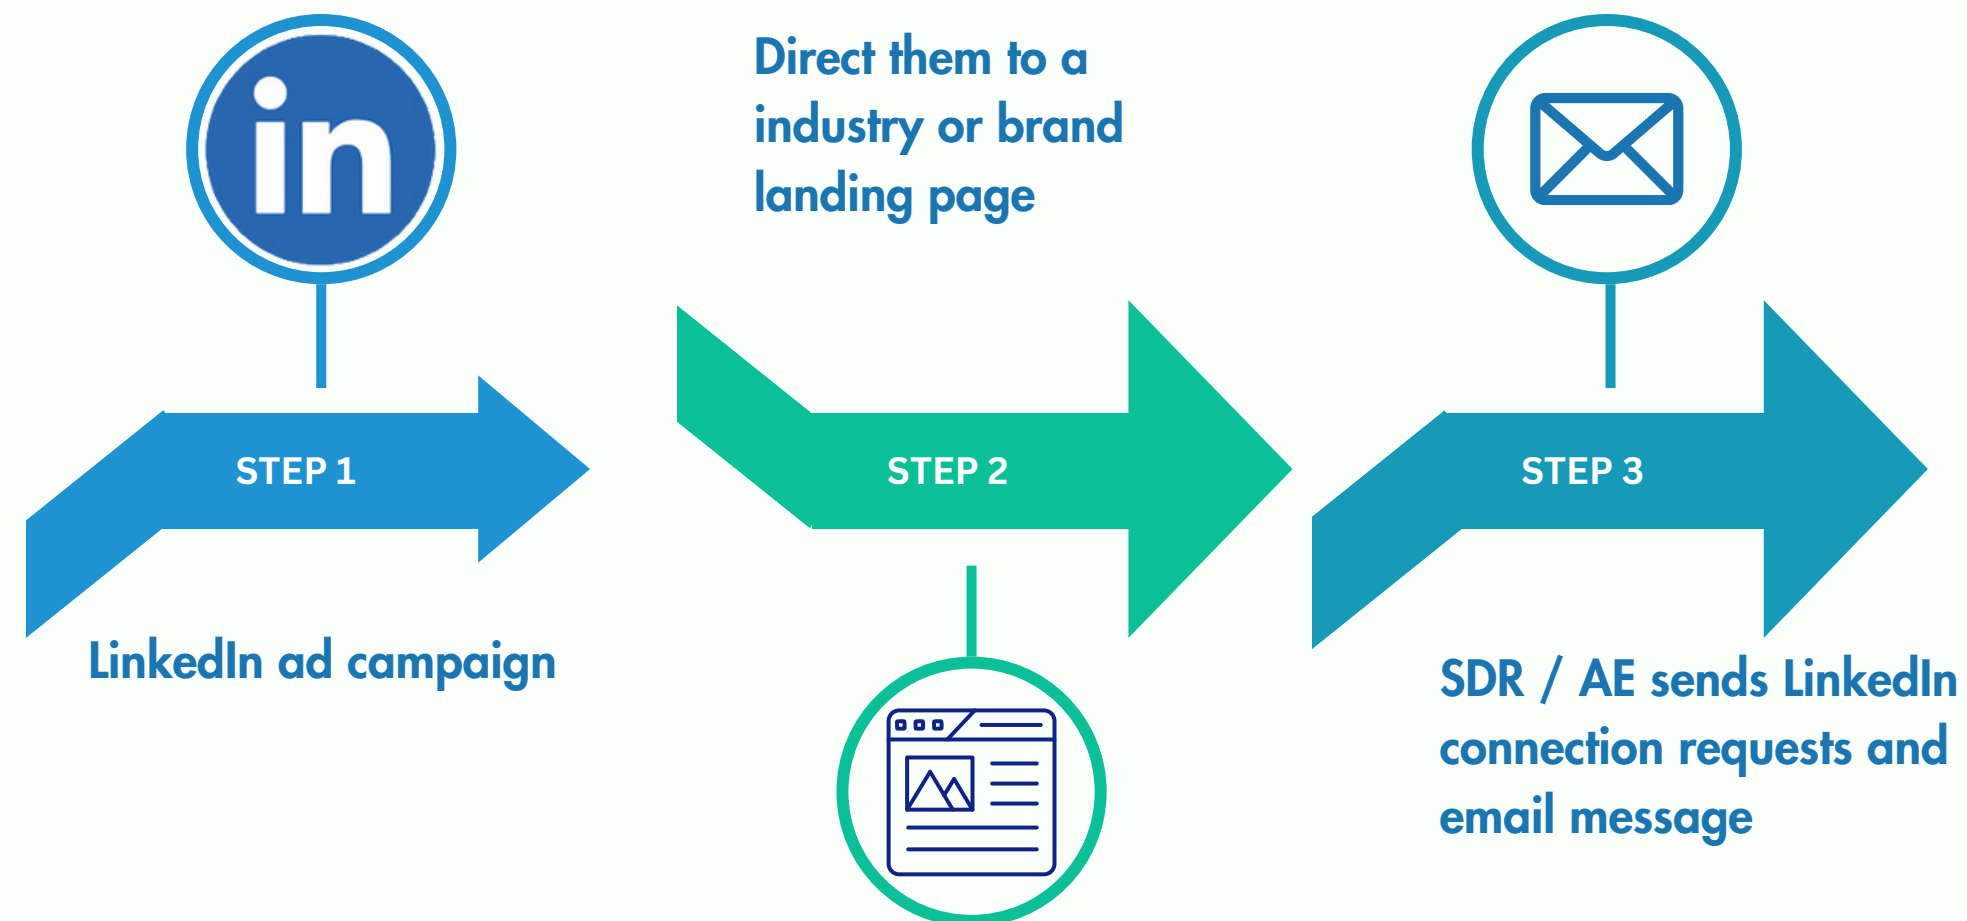 in
STEP 1
LinkedIn ad campaign
Direct them to a
industry or brand
landing page
STEP 2
STEP 3
SDR / AE sends LinkedIn
connection requests and
email message